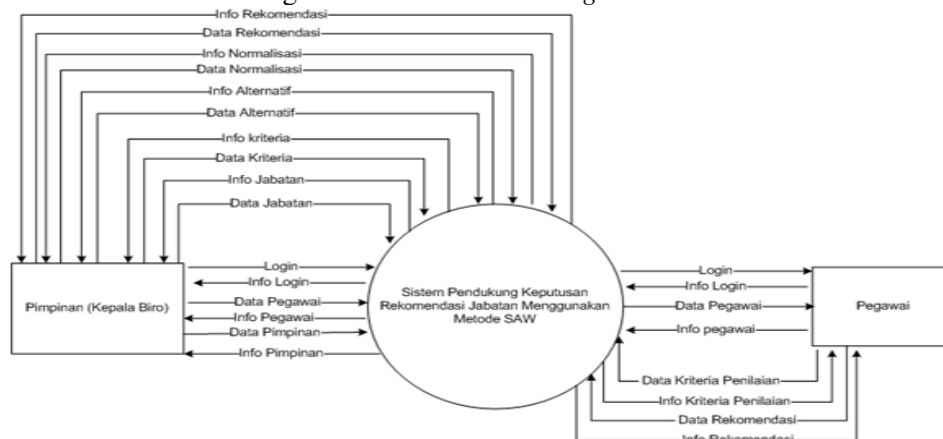 Info Rekomendasi
Data Rekomendasi
Info Normalisasi
Data Normalisasi
Info Alternatif
Data Alternatif
Info kriteria
Data Kriteria
Info Jabatan
Data Jabatan
Pimpinan (Kepala Biro)
Login
Info Login
Data Pegawai
Info Pegawai
Data Pimpinan
Info Pimpinan
Sistem Pendukung Keputusan
Rekomendasi Jabatan Menggunakan
Metode SAW
Login
Info Login
Data Pegawai
Info pegawai
Pegawai
Data Kriteria Penilaian
Info Kriteria Penilaian
Data Rekomendasi
Info Rekomendasi